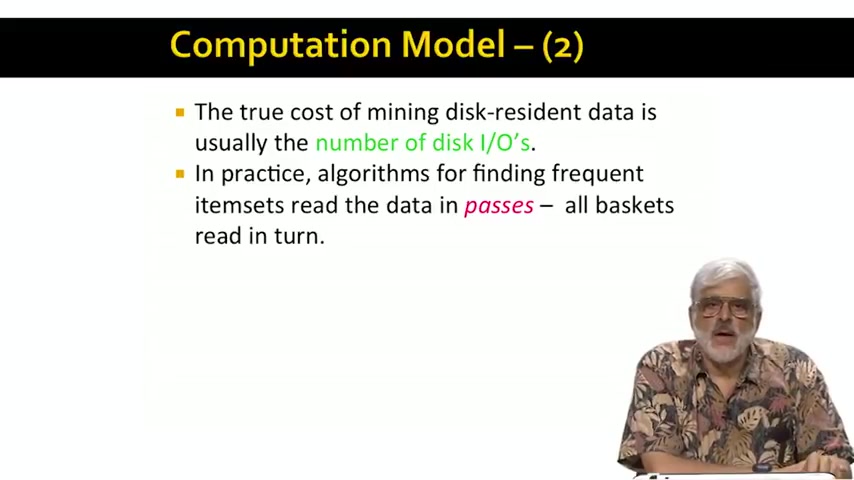 Computation Model – (2)
The true cost of mining disk-resident data is
usually the number of disk I/O's.
In practice, algorithms for finding frequent
itemsets read the data in passes – all baskets
read in turn.